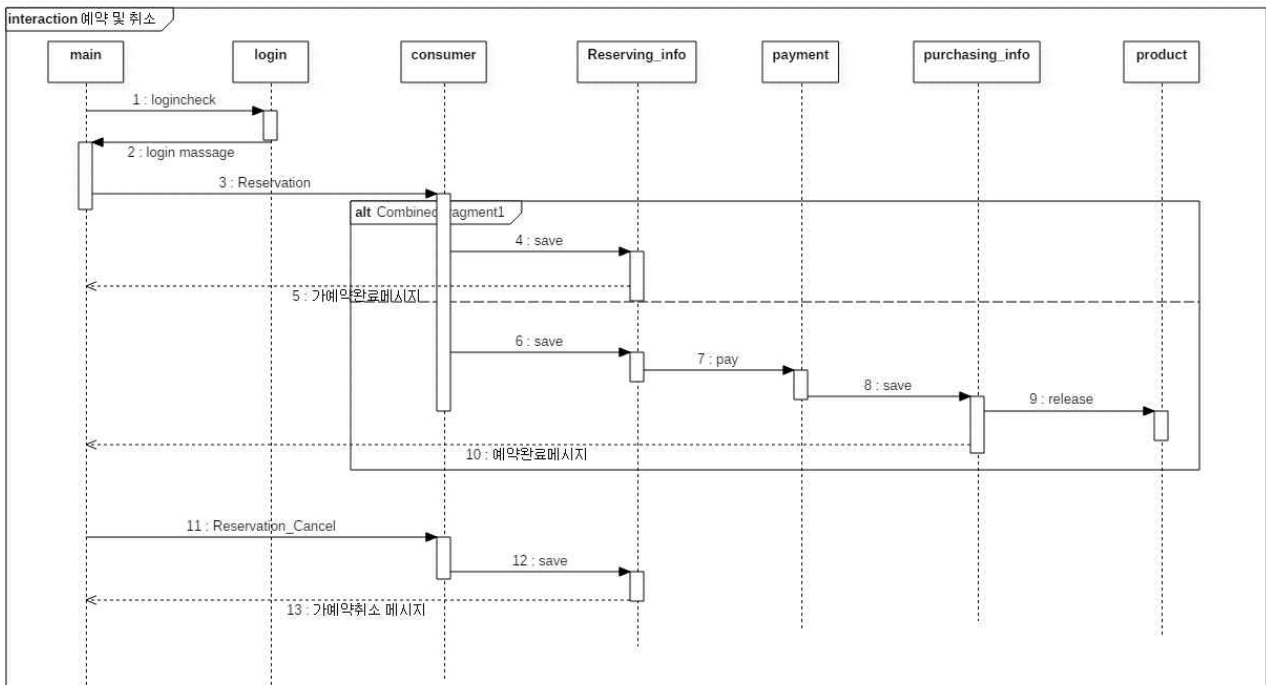 interaction 예약 및 취소
main
login
consumer
Reserving_info
payment
purchasing_info
product
1 : logincheck
2 : login massage
3 : Reservation
alt Combined ragment1
4 : save
5 : 가예약완료메시지
6 : save
7 : pay
8 : save
9 : release
10 : 예약완료메시지
11 : Reservation_Cancel
12 : save
13 : 가예약취소 메시지